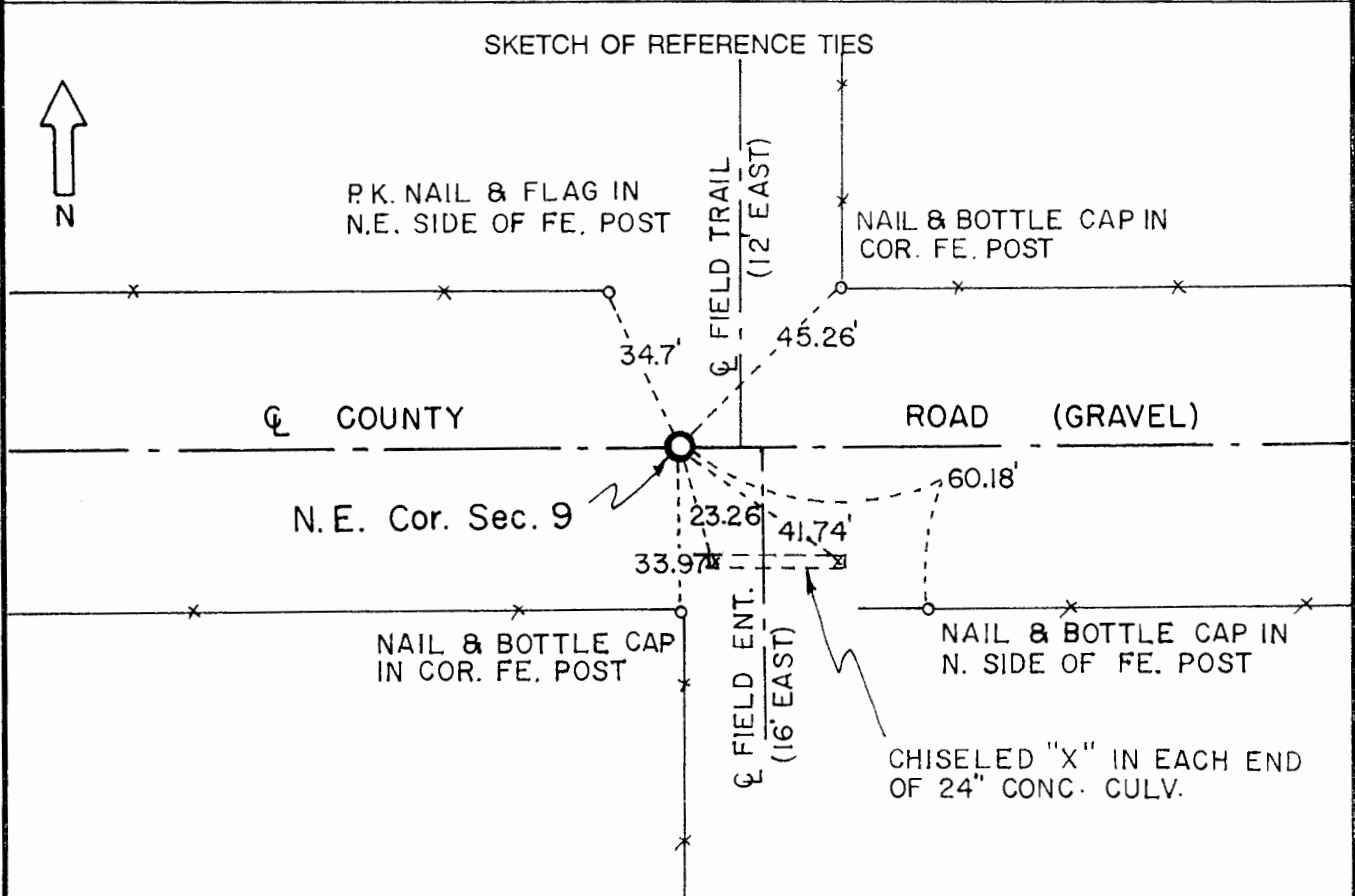 SKETCH OF REFERENCE TIES
N
P.K. NAIL & FLAG IN
N.E. SIDE OF FE. POST
℄ FIELD TRAIL
(12' EAST)
NAIL & BOTTLE CAP IN
COR. FE. POST
34.7'
45.26'
℄ COUNTY ROAD (GRAVEL)
N.E. Cor. Sec. 9
23.26'
41.74'
60.18'
33.97'
NAIL & BOTTLE CAP
IN COR. FE. POST
℄ FIELD ENT.
(16' EAST)
NAIL & BOTTLE CAP IN
N. SIDE OF FE. POST
CHISELED "X" IN EACH END
OF 24" CONC. CULV.